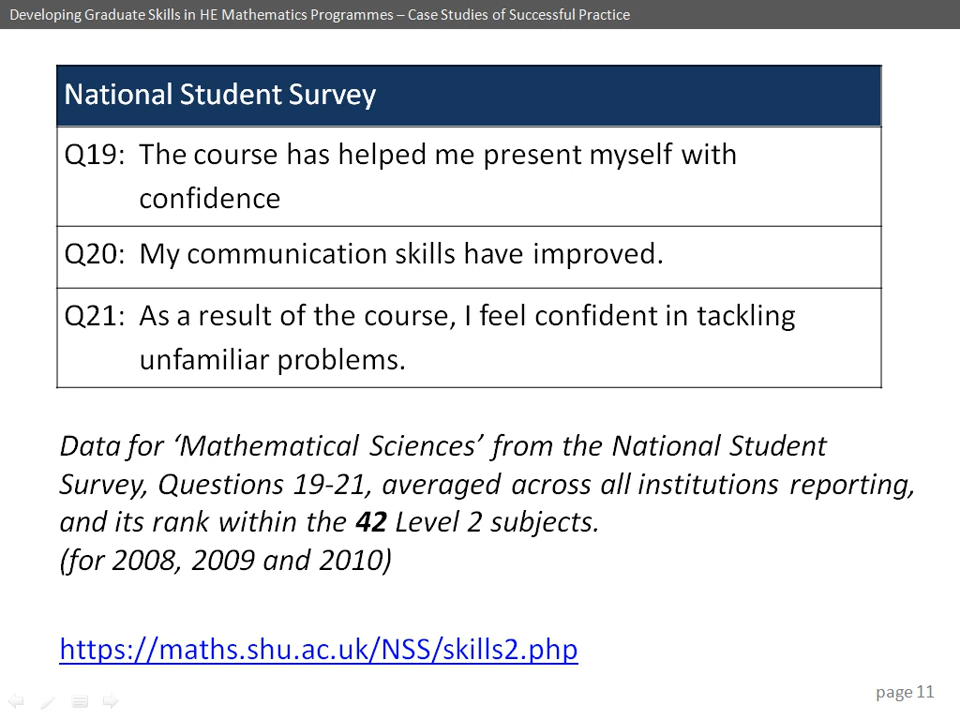 Developing Graduate Skills in HE Mathematics Programmes – Case Studies of Successful Practice
National Student Survey
Q19: The course has helped me present myself with
confidence
Q20: My communication skills have improved.
Q21: As a result of the course, I feel confident in tackling
unfamiliar problems.
Data for ‘Mathematical Sciences’ from the National Student
Survey, Questions 19-21, averaged across all institutions reporting,
and its rank within the 42 Level 2 subjects.
(for 2008, 2009 and 2010)
https://maths.shu.ac.uk/NSS/skills2.php
page 11